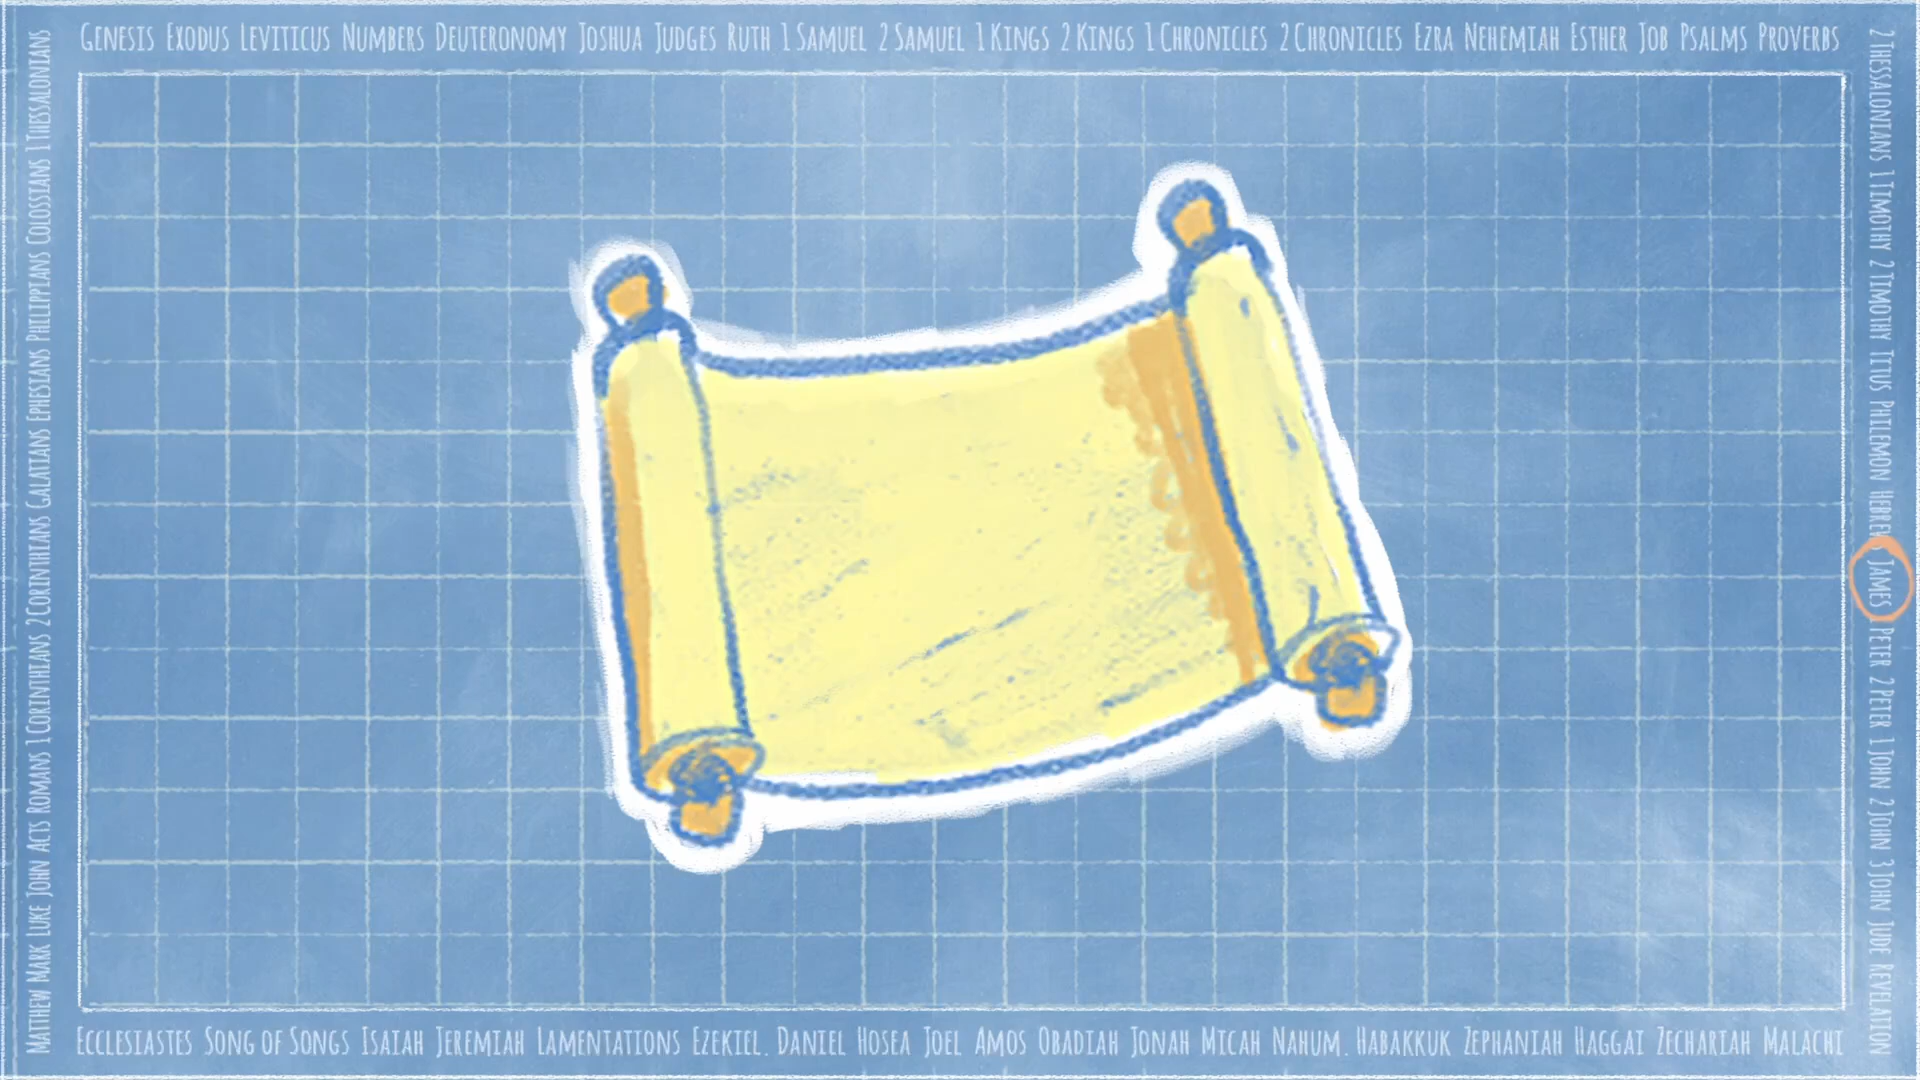 Genesis Exodus Leviticus Numbers Deuteronomy Joshua Judges Ruth 1 Samuel 2 Samuel 1 Kings 2 Kings 1 Chronicles 2 Chronicles Ezra Nehemiah Esther Job Psalms Proverbs
Ecclesiastes Song of Songs Isaiah Jeremiah Lamentations Ezekiel. Daniel Hosea Joel Amos Obadiah Jonah Micah Nahum. Habakkuk Zephaniah Haggai Zechariah Malachi
Matthew Mark Luke John Acts Romans 1 Corinthians 2 Corinthians Galatians Ephesians Philippians Colossians 1 Thessalonians
2 Thessalonians 1 Timothy 2 Timothy Titus Philemon Hebrews James Peter 2 Peter 1 John 2 John 3 John Jude Revelation